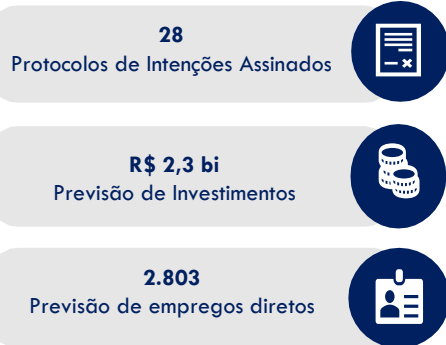 28
Protocolos de Intenções Assinados
R$ 2,3 bi
Previsão de Investimentos
2.803
Previsão de empregos diretos